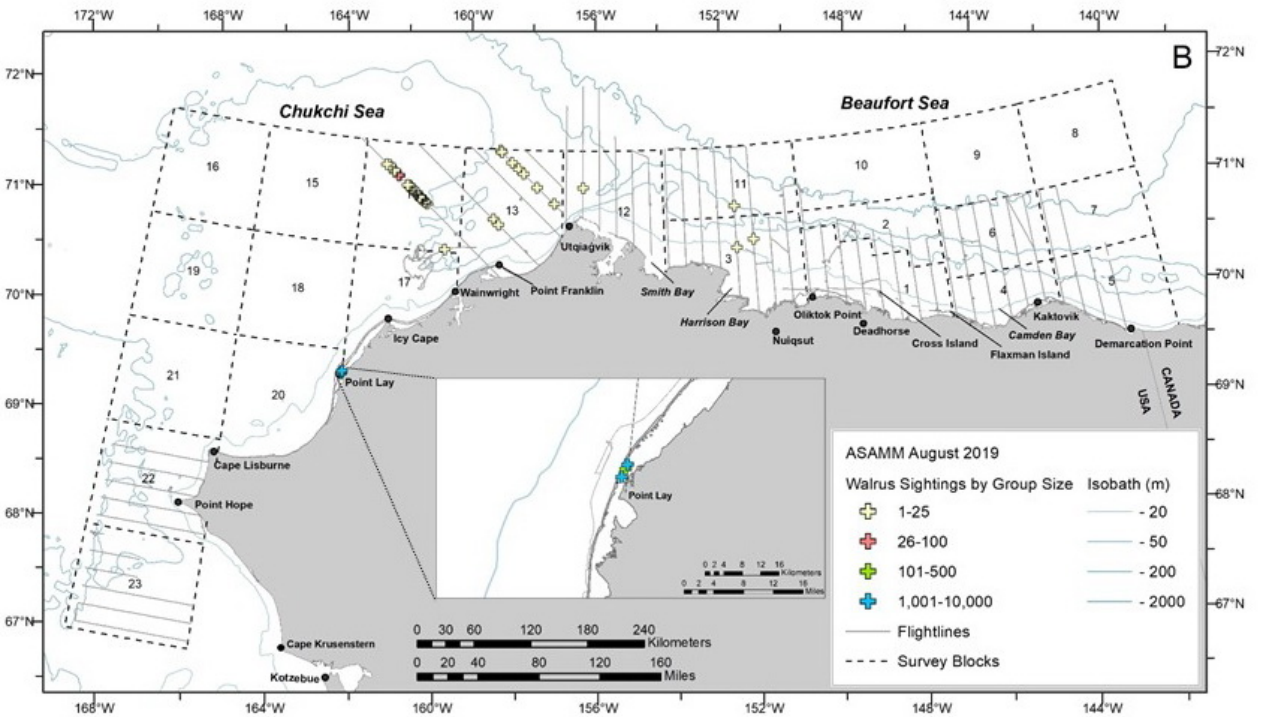 172°W 168°W 164°W 160°W 156°W 152°W 148°W 144°W 140°W
B
72°N 72°N
Chukchi Sea Beaufort Sea
8
16 15 10 9
71°N 71°N
11
13 12 7
2 6
Utqiaġvik
19 18 17 3
70°N 70°N
Wainwright Point Franklin Smith Bay 1 4 5
Harrison Bay Oliktok Point Kaktovik
Icy Cape Nuiqsut Deadhorse Cross Island Camden Bay Demarcation Point
Flaxman Island
21 20 Point Lay
69°N 69°N
USA CANADA
Cape Lisburne
22 Point Hope
68°N 68°N
Point Lay
0 2 4 8 12 16
Kilometers
0 2 4 8 12 16
Miles
23
67°N 67°N
Cape Krusenstern
Kotzebue
0 30 60 120 180 240
Kilometers
0 20 40 80 120 160
Miles
ASAMM August 2019
Walrus Sightings by Group Size Isobath (m)
1-25 - 20
26-100 - 50
101-500 - 200
1,001-10,000 - 2000
Flightlines
Survey Blocks
168°W 164°W 160°W 156°W 152°W 148°W 144°W